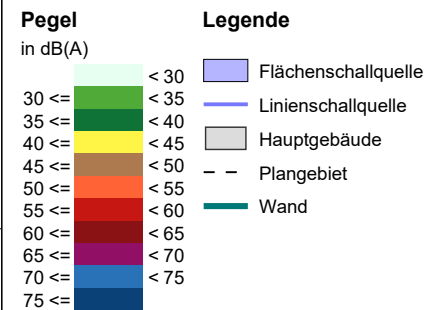 Pegel
in dB(A)
< 30
30 <= < 35
35 <= < 40
40 <= < 45
45 <= < 50
50 <= < 55
55 <= < 60
60 <= < 65
65 <= < 70
70 <= < 75
75 <=
Legende
Flächenschallquelle
Linienschallquelle
Hauptgebäude
Plangebiet
Wand